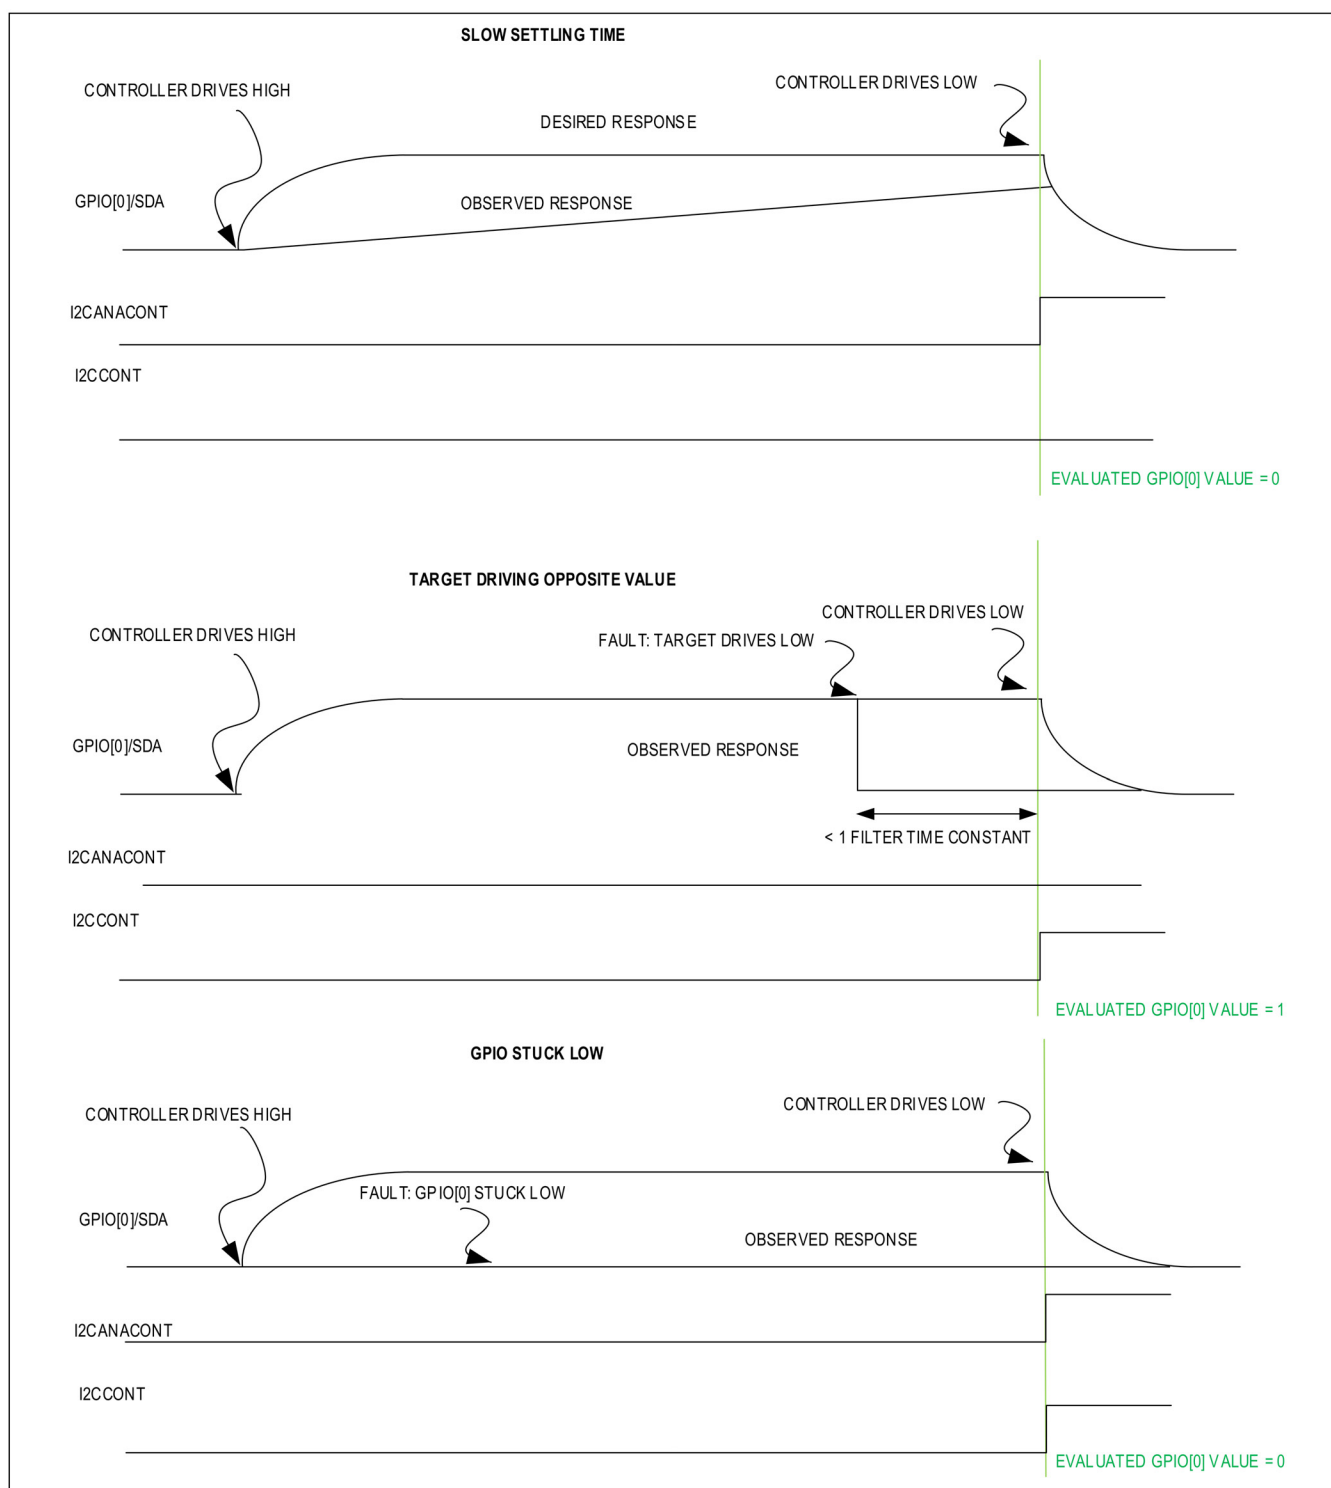 SLOW SETTLING TIME
CONTROLLER DRIVES HIGH
CONTROLLER DRIVES LOW
DESIRED RESPONSE
GPIO[0]/SDA
OBSERVED RESPONSE
I2CANACONT
I2CCONT
EVALUATED GPIO[0] VALUE = 0
TARGET DRIVING OPPOSITE VALUE
CONTROLLER DRIVES HIGH
FAULT: TARGET DRIVES LOW
CONTROLLER DRIVES LOW
GPIO[0]/SDA
OBSERVED RESPONSE
< 1 FILTER TIME CONSTANT
I2CANACONT
I2CCONT
EVALUATED GPIO[0] VALUE = 1
GPIO STUCK LOW
CONTROLLER DRIVES HIGH
CONTROLLER DRIVES LOW
FAULT: GPIO[0] STUCK LOW
GPIO[0]/SDA
OBSERVED RESPONSE
I2CANACONT
I2CCONT
EVALUATED GPIO[0] VALUE = 0